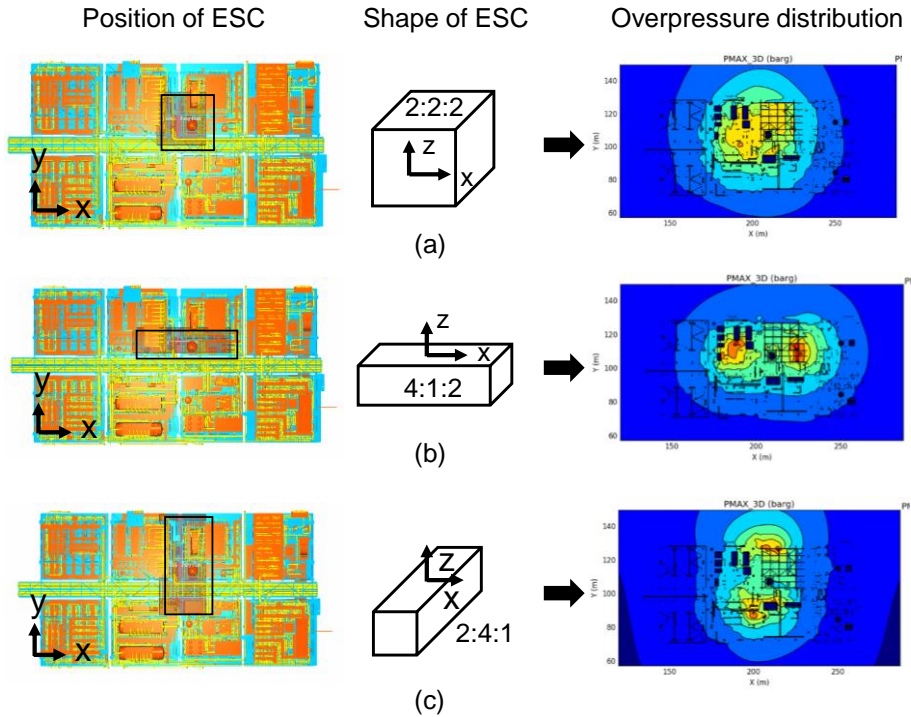 Position of ESC
Shape of ESC
Overpressure distribution
y
x
2:2:2
z
x
PMAX_3D (barg)
P
Y (m)
140
120
100
80
60
150
200
250
X (m)
(a)
y
x
z
x
4:1:2
PMAX_3D (barg)
P
Y (m)
140
120
100
80
60
150
200
250
X (m)
(b)
y
x
z
x
2:4:1
PMAX_3D (barg)
P
Y (m)
140
120
100
80
60
150
200
250
X (m)
(c)